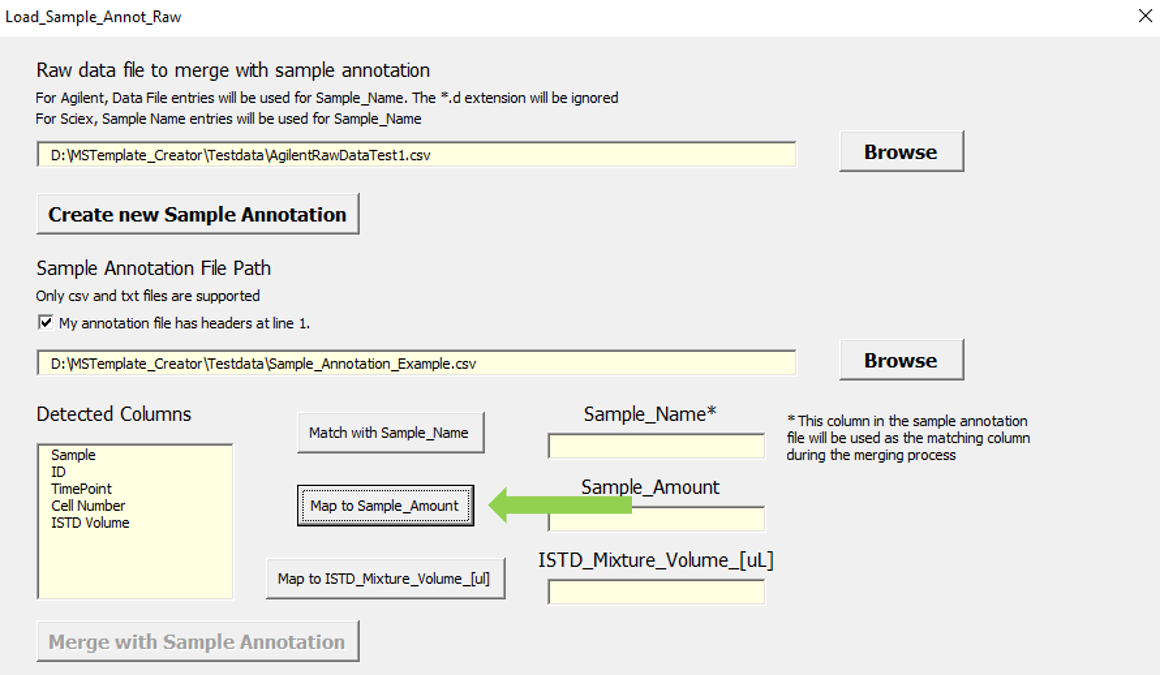 Load_Sample_Annot_Raw
Raw data file to merge with sample annotation
For Agilent, Data File entries will be used for Sample_Name. The *.d extension will be ignored
For Sciex, Sample Name entries will be used for Sample_Name
D:\MSTemplate_Creator\Testdata\AgilentRawDataTest1.csv
Browse
Create new Sample Annotation
Sample Annotation File Path
Only csv and txt files are supported
My annotation file has headers at line 1.
D:\MSTemplate_Creator\Testdata\Sample_Annotation_Example.csv
Browse
Detected Columns
Sample
ID
TimePoint
Cell Number
ISTD Volume
Match with Sample_Name
Map to Sample_Amount
Map to ISTD_Mixture_Volume_[ul]
Sample_Name*
Sample_Amount
ISTD_Mixture_Volume_[uL]
* This column in the sample annotation
file will be used as the matching column
during the merging process
Merge with Sample Annotation